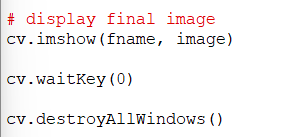 # display final image
cv.imshow(fname, image)
cv.waitKey(0)
cv.destroyAllWindows()